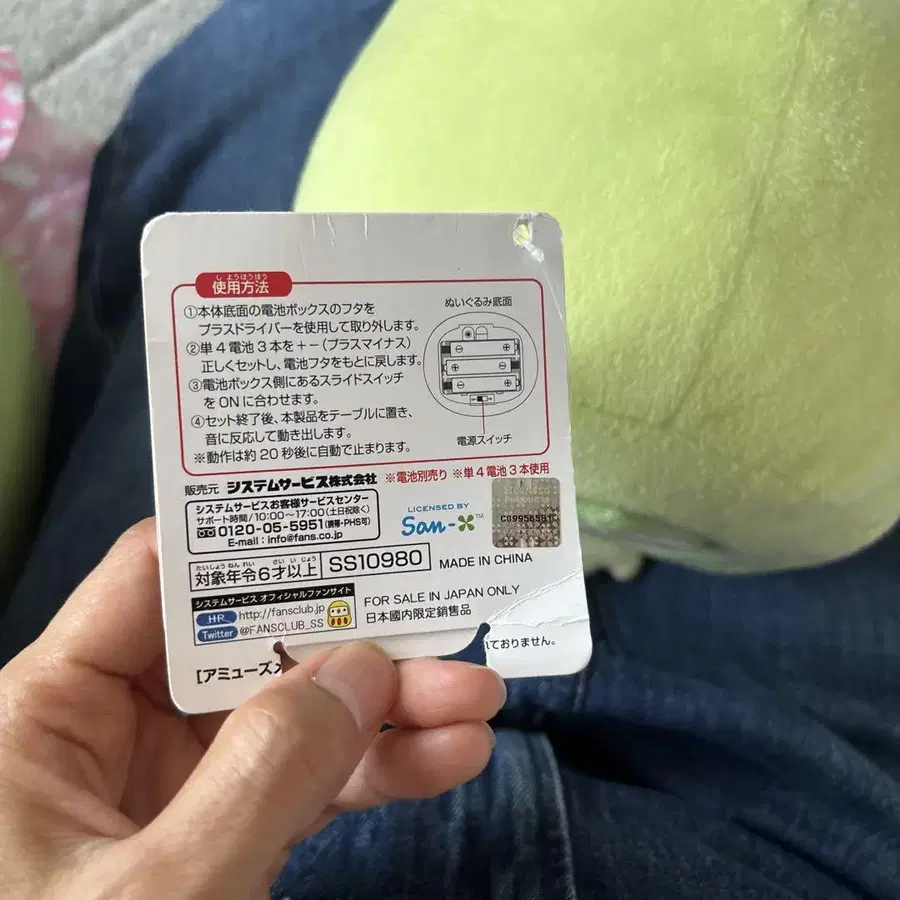 しようほうほう
使用方法
①本体底面の電池ボックスのフタを
プラスドライバーを使用して取り外します。
②単4電池3本を+−(プラスマイナス)
正しくセットし、電池フタをもとに戻します。
③電池ボックス側にあるスライドスイッチ
をONに合わせます。
④セット終了後、本製品をテーブルに置き、
音に反応して動き出します。
※動作は約20秒後に自動で止まります。
ぬいぐるみ底面
電源スイッチ
販売元 システムサービス株式会社 ※電池別売り ※単4電池3本使用
システムサービスお客様サービスセンター
サポート時間/10:00〜17:00(土日祝除く)
0120-05-5951(携帯・PHS可)
E-mail : info@fans.co.jp
LICENSED BY
San-X™
LICENSED
PRODUCT
C09956581
たいしょうねんれい さい いじょう
対象年令6才以上 SS10980 MADE IN CHINA
システムサービス オフィシャルファンサイト
HP http://fansclub.jp
Twitter @FANSCLUB_SS
FOR SALE IN JAPAN ONLY
日本國内限定銷售品
れておりません。
[アミューズメ